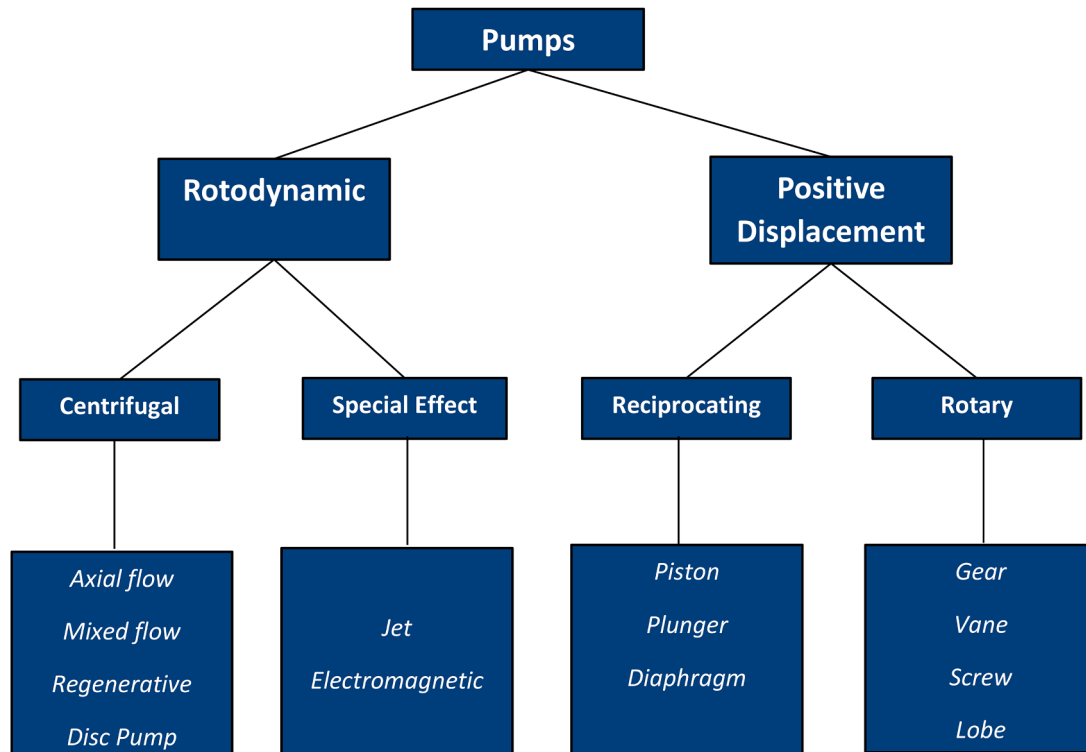 Pumps
Rotodynamic
Positive
Displacement
Centrifugal
Special Effect
Reciprocating
Rotary
Axial flow
Mixed flow
Regenerative
Disc Pump
Jet
Electromagnetic
Piston
Plunger
Diaphragm
Gear
Vane
Screw
Lobe